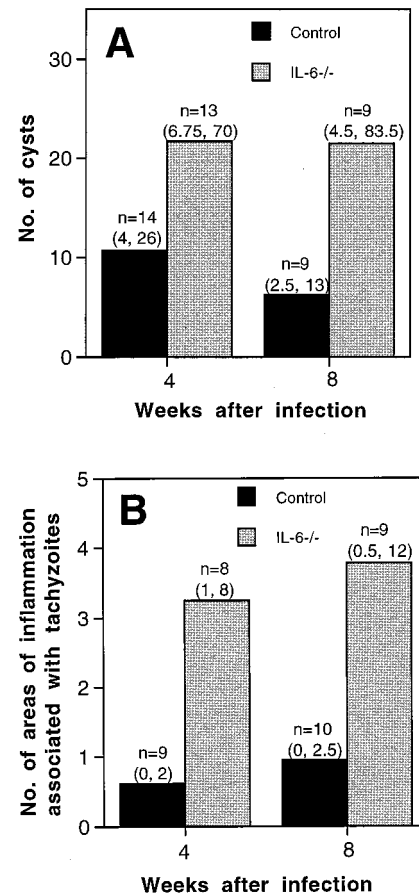 A
Control
IL-6-/-
No. of cysts
30
20
10
0
n=14
(4, 26)
n=13
(6.75, 70)
n=9
(2.5, 13)
n=9
(4.5, 83.5)
4
8
Weeks after infection
B
Control
IL-6-/-
No. of areas of inflammation
associated with tachyzoites
5
4
3
2
1
0
n=9
(0, 2)
n=8
(1, 8)
n=10
(0, 2.5)
n=9
(0.5, 12)
4
8
Weeks after infection